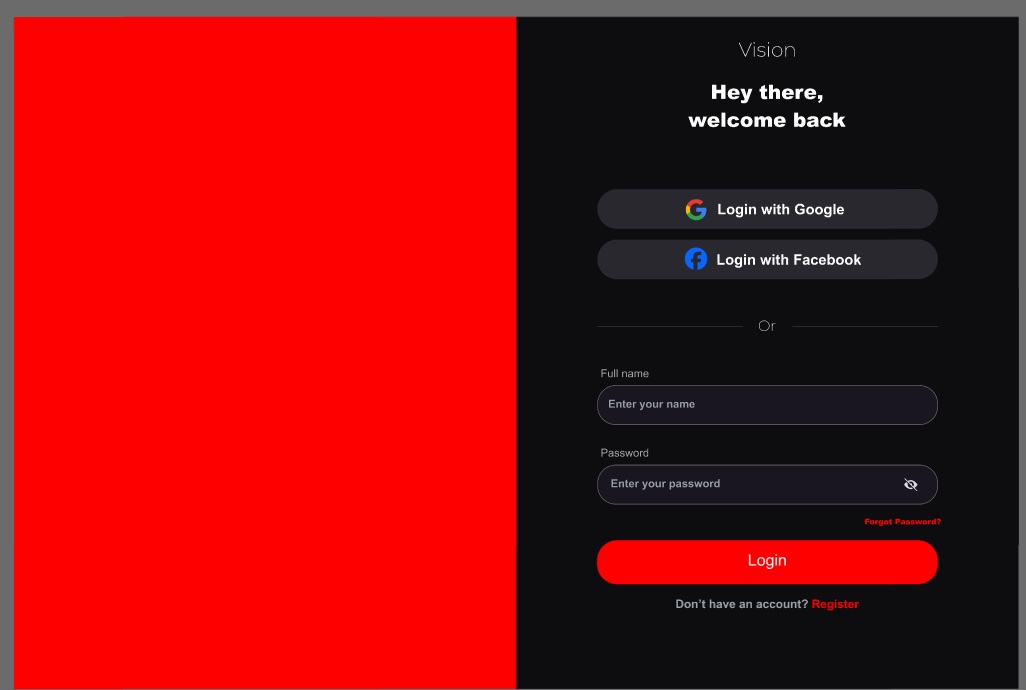 Vision
Hey there,
welcome back
Login with Google
Login with Facebook
Or
Full name
Enter your name
Password
Enter your password
Forgot Password?
Login
Don't have an account? Register